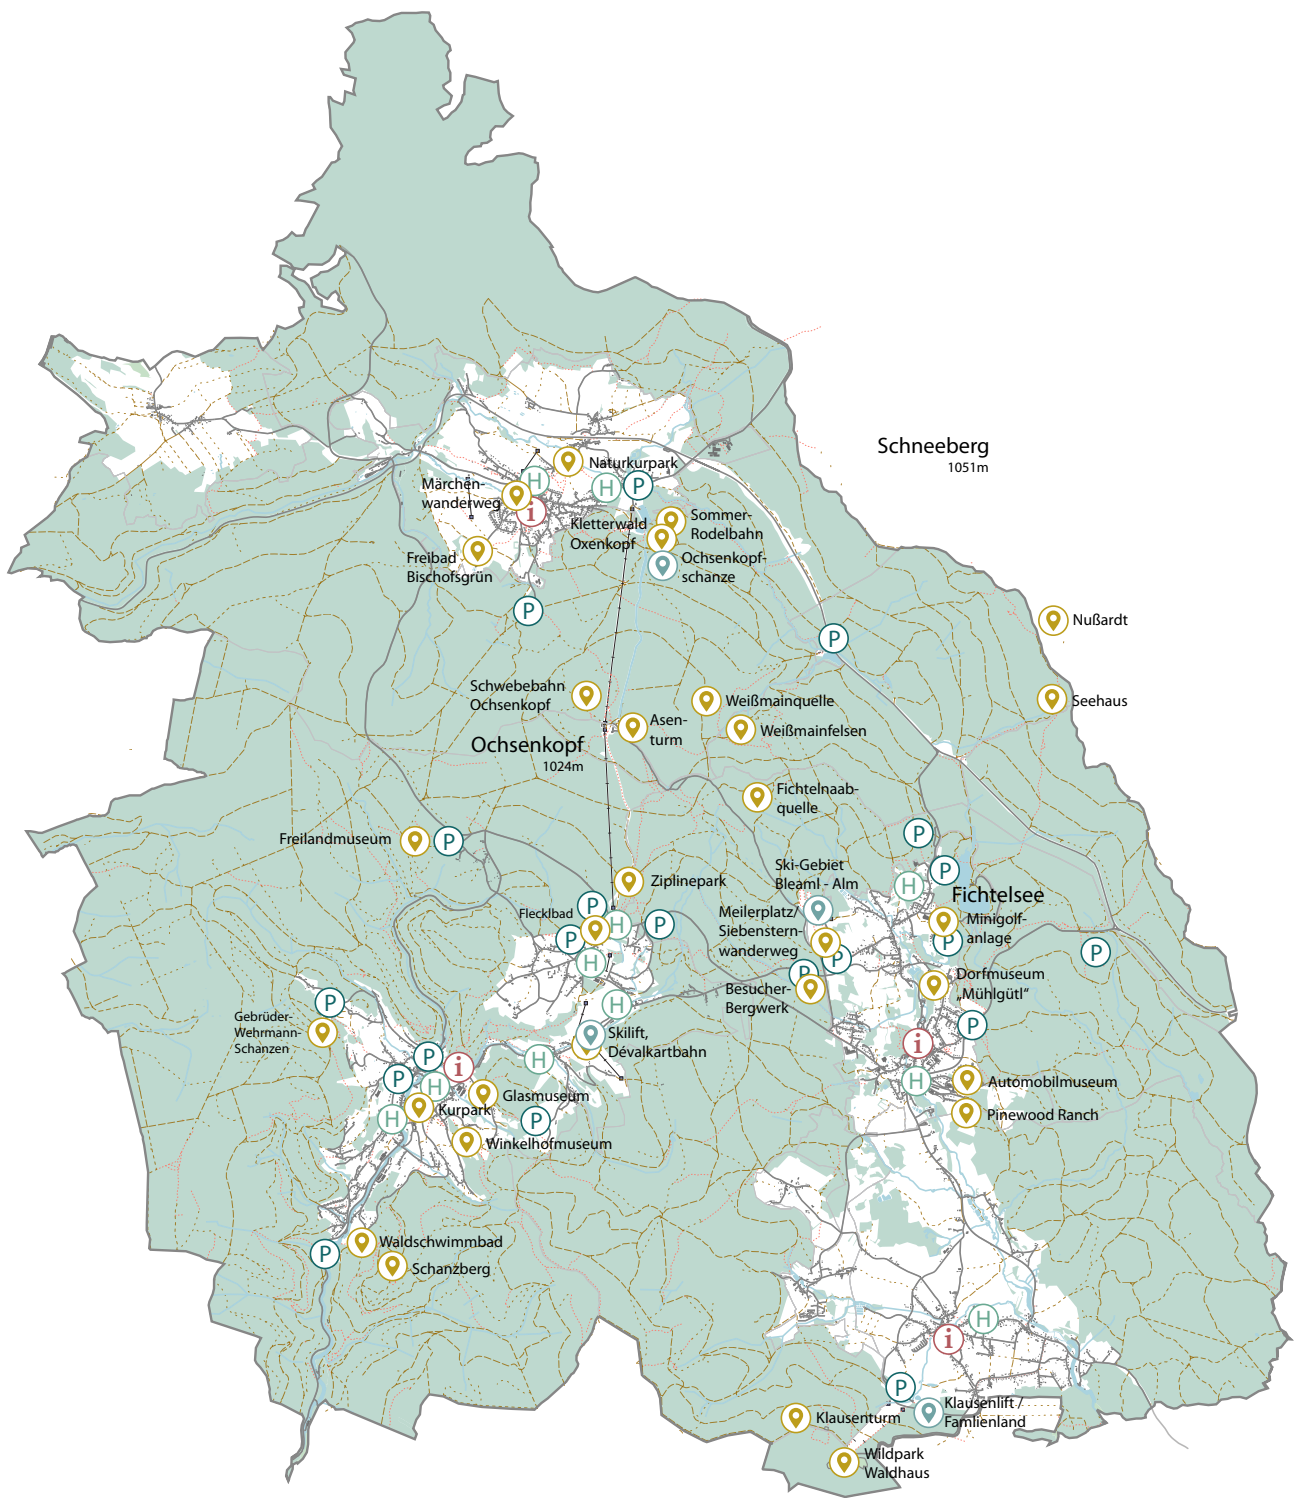 Schneeberg
1051m
Naturkurpark
H
H
P
Märchen-
wanderweg
i
Kletterwald
Oxenkopf
Sommer-
Rodelbahn
Freibad
Bischofsgrün
Ochsenkopf-
schanze
P
P
Nußardt
Schwebebahn
Ochsenkopf
Weißmainquelle
Seehaus
Asen-
turm
Weißmainfelsen
Ochsenkopf
1024m
Fichtelnaab-
quelle
Freilandmuseum
P
P
Ziplinepark
Ski-Gebiet
Bleaml - Alm
P
H
Fichtelsee
P
Flecklbad
H
P
P
H
Meilerplatz/
Siebenstern-
wanderweg
P
P
Minigolf-
anlage
P
P
Besucher-
Bergwerk
Dorfmuseum
„Mühlgütl“
P
H
Gebrüder-
Wehrmann-
Schanzen
P
i
Skilift,
Dévalkartbahn
H
P
i
P
H
H
Automobilmuseum
Glasmuseum
Kurpark
H
P
Pinewood Ranch
Winkelhofmuseum
P
Waldschwimmbad
Schanzberg
H
i
P
Klausenturm
Klausenlift /
Famlienland
Wildpark
Waldhaus